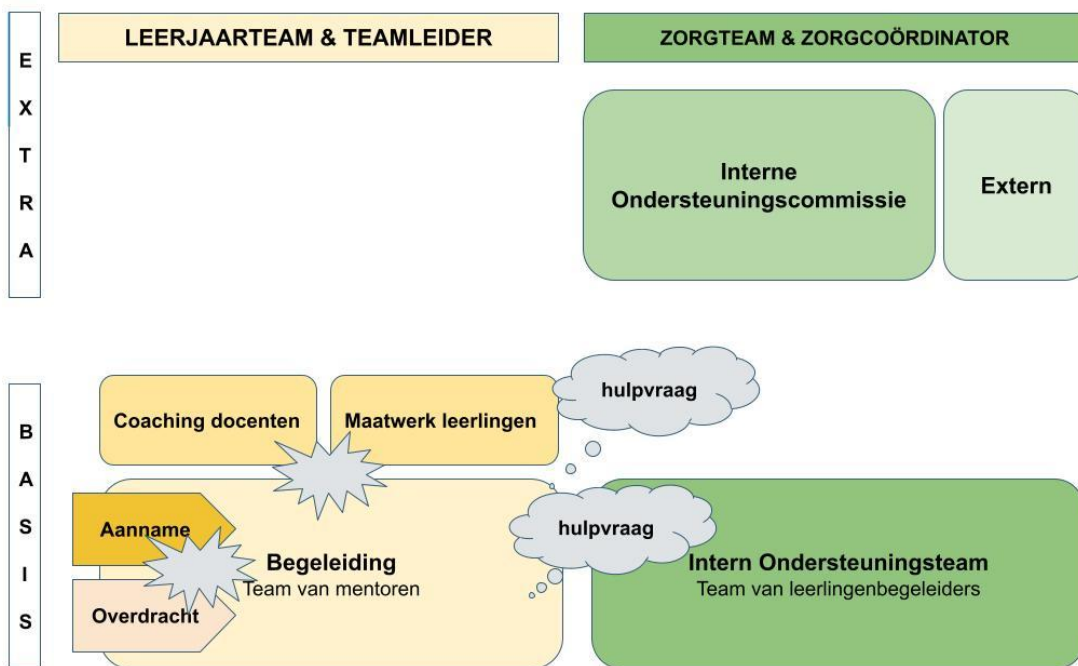 LEERJAARTEAM & TEAMLEIDER
ZORGTEAM & ZORGCOÖRDINATOR
E
X
T
R
A
Interne
Ondersteuningscommissie
Extern
B
A
S
I
S
Coaching docenten
Maatwerk leerlingen
hulpvraag
Aanname
Overdracht
Begeleiding
Team van mentoren
hulpvraag
Intern Ondersteuningsteam
Team van leerlingenbegeleiders